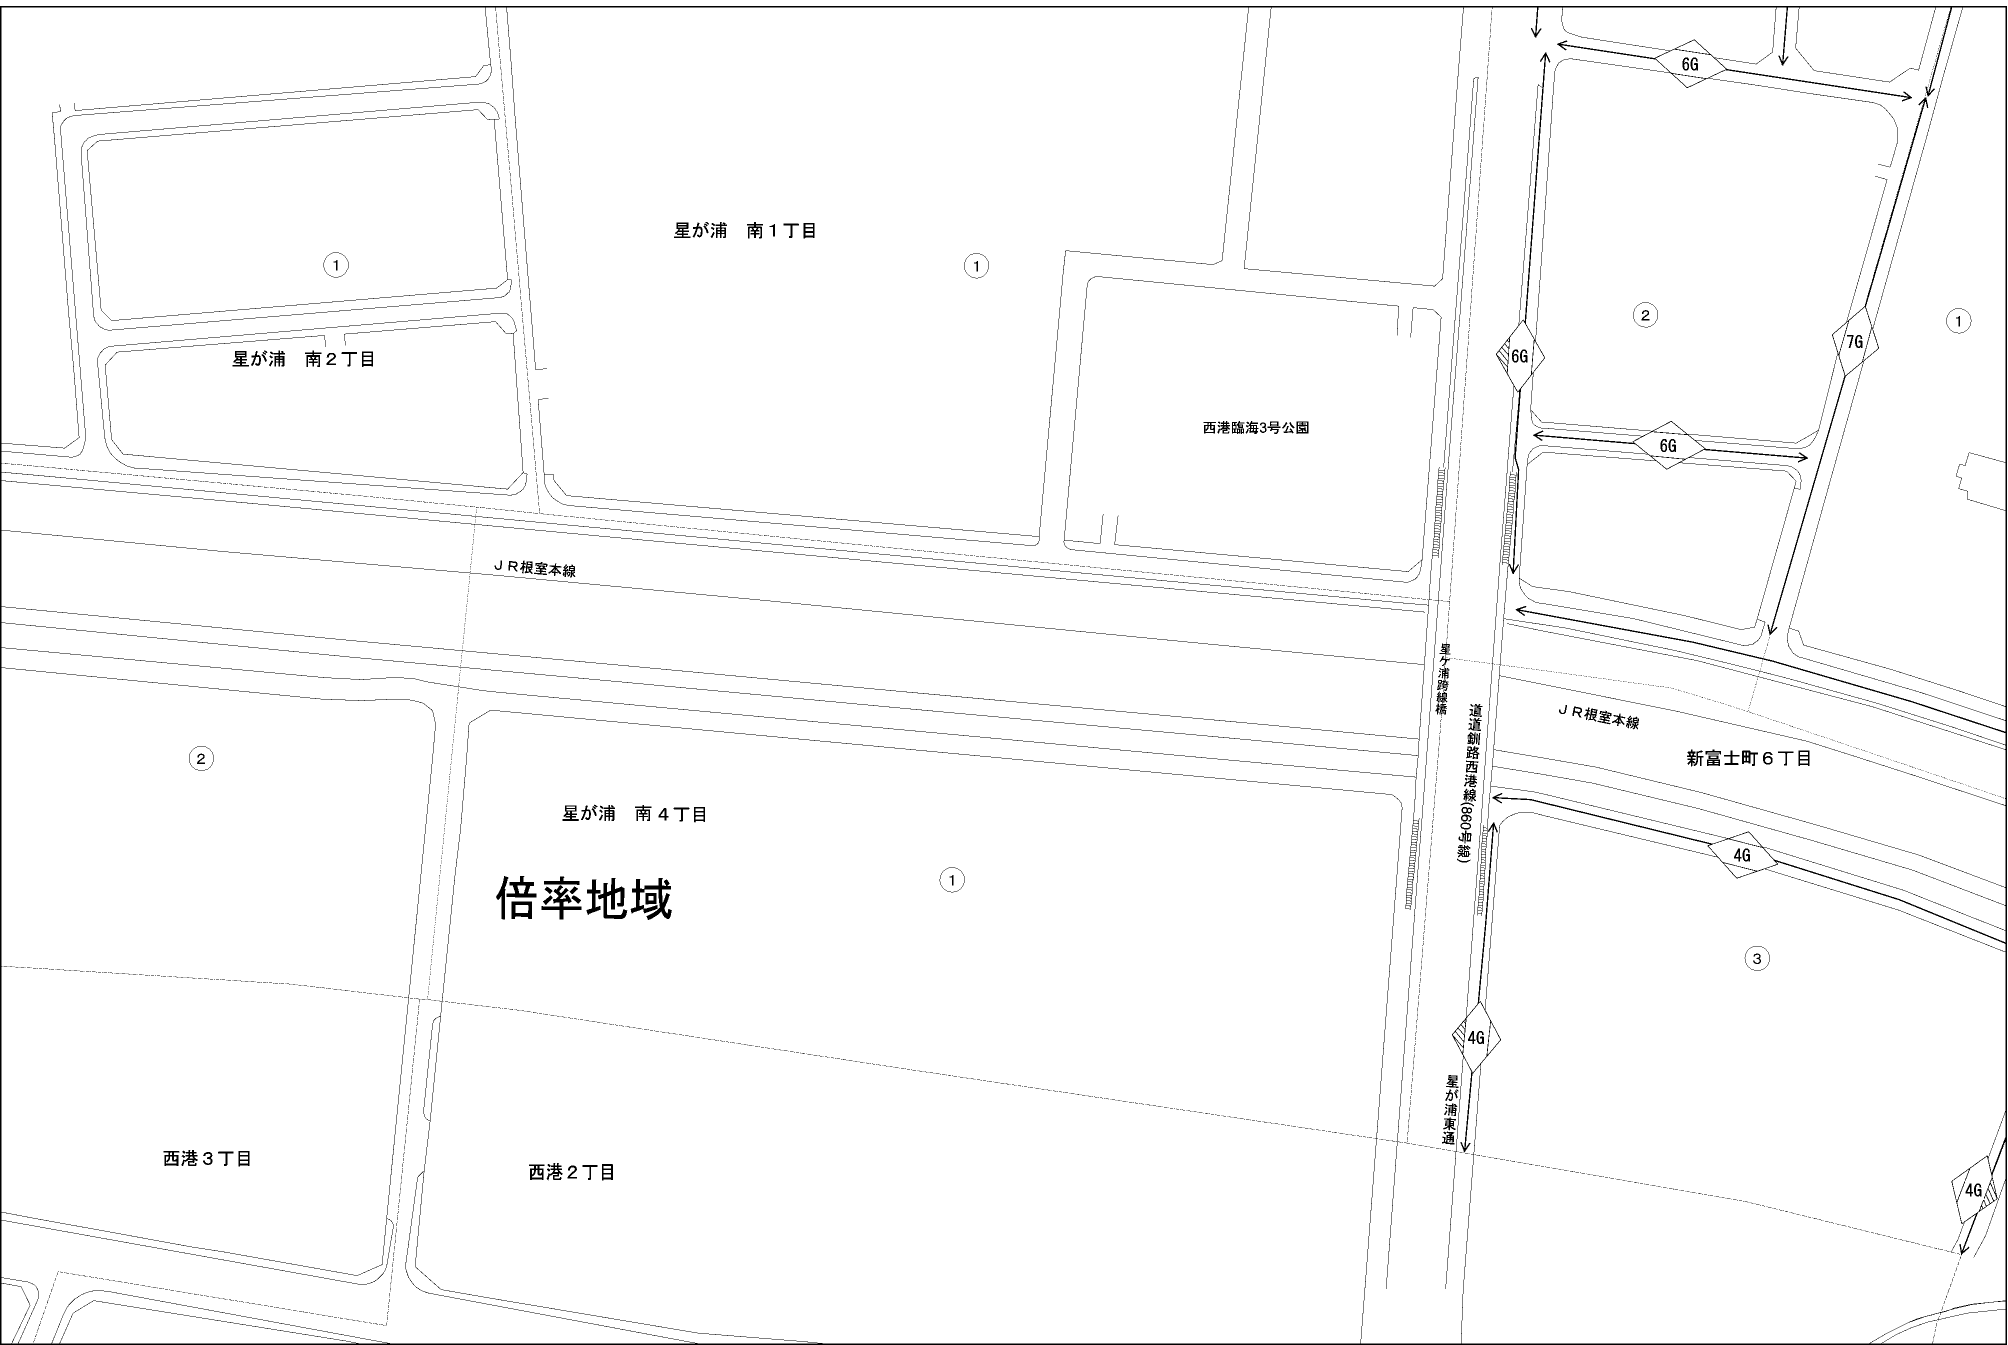 6G
星が浦　南１丁目
①
①
②
①
7G
6G
星が浦　南２丁目
西港臨海3号公園
6G
ＪＲ根室本線
星ケ浦跨線橋
道道釧路西港線(860号線)
ＪＲ根室本線
新富士町６丁目
②
星が浦　南４丁目
4G
倍率地域
①
③
4G
星が浦東通
西港３丁目
西港２丁目
4G